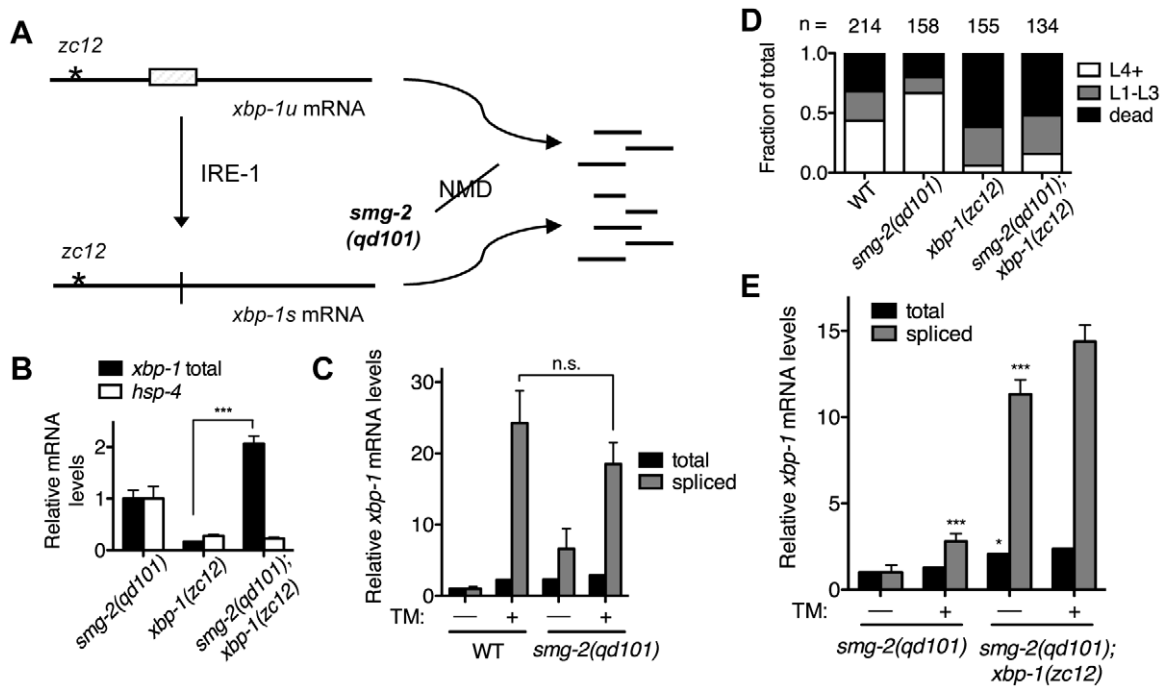 A
zc12
*
xbp-1u mRNA
IRE-1
NMD
smg-2
(qd101)
zc12
*
xbp-1s mRNA
B
xbp-1 total
hsp-4
Relative mRNA
levels
2
1
0
***
smg-2(qd101)
xbp-1(zc12)
smg-2(qd101);
xbp-1(zc12)
C
Relative xbp-1 mRNA levels
30
20
10
0
n.s.
total
spliced
TM: — + — +
WT smg-2(qd101)
D
n = 214 158 155 134
Fraction of total
1.0
0.5
0.0
L4+
L1-L3
dead
WT
smg-2(qd101)
xbp-1(zc12)
smg-2(qd101);
xbp-1(zc12)
E
Relative xbp-1 mRNA levels
15
10
5
0
total
spliced
***
*
***
TM: — + — +
smg-2(qd101) smg-2(qd101);
xbp-1(zc12)